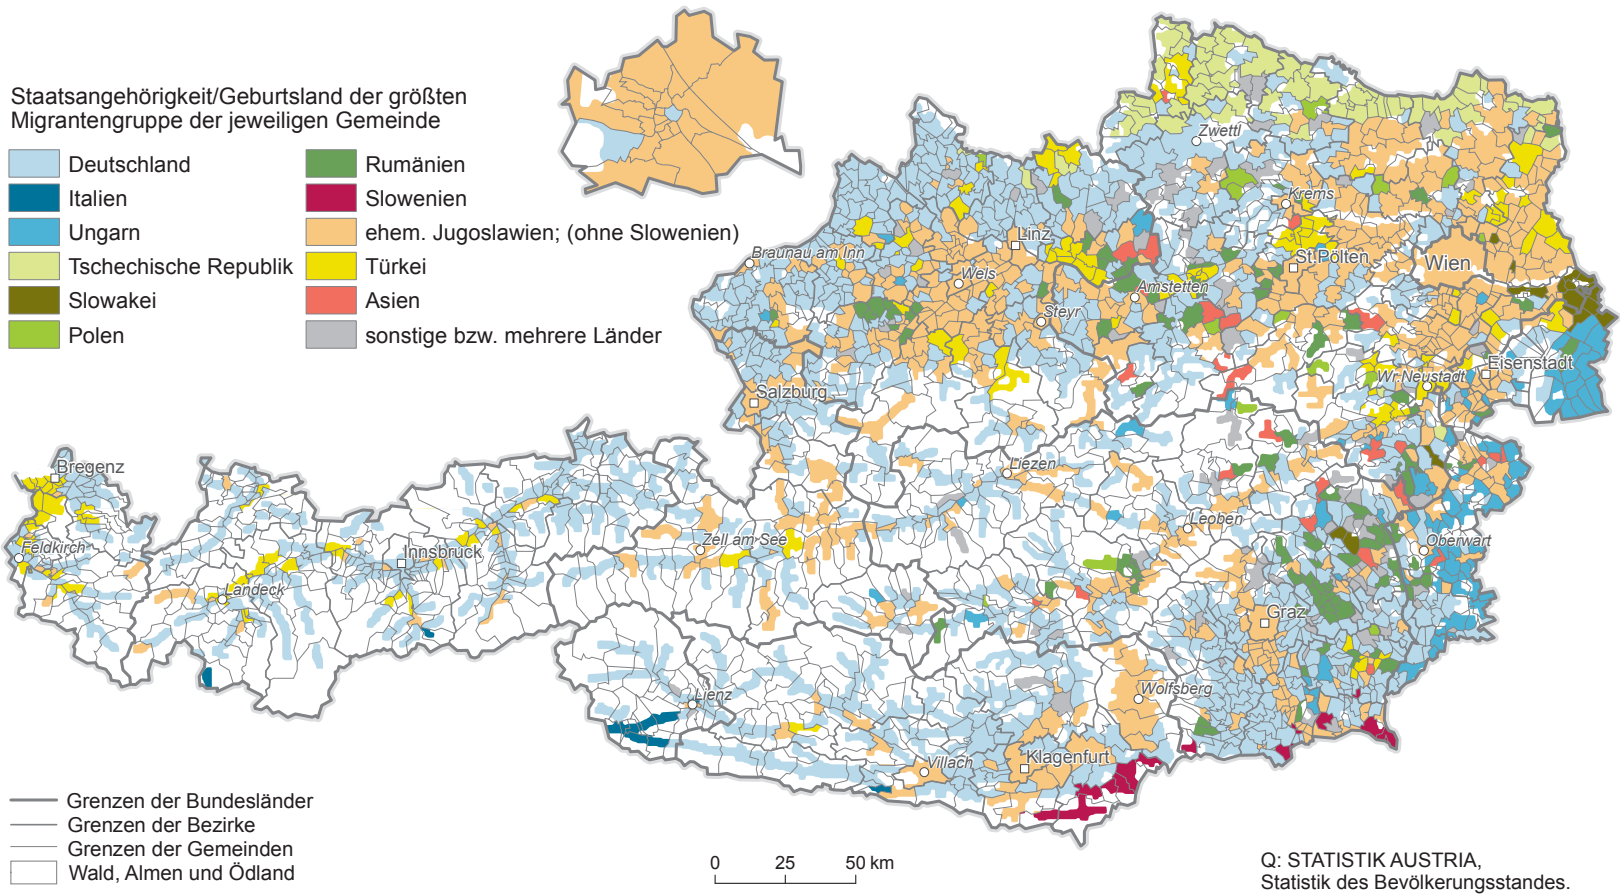 Staatsangehörigkeit/Geburtsland der größten
Migrantengruppe der jeweiligen Gemeinde
Deutschland
Italien
Ungarn
Tschechische Republik
Slowakei
Polen
Rumänien
Slowenien
ehem. Jugoslawien; (ohne Slowenien)
Türkei
Asien
sonstige bzw. mehrere Länder
Zwettl
Krems
Linz
Braunau am Inn
Wels
St.Pölten
Wien
Amstetten
Steyr
Eisenstadt
Wr.Neustadt
Salzburg
Bregenz
Liezen
Leoben
Feldkirch
Innsbruck
Zell am See
Oberwart
Landeck
Graz
Lienz
Wolfsberg
Villach
Klagenfurt
Grenzen der Bundesländer
Grenzen der Bezirke
Grenzen der Gemeinden
Wald, Almen und Ödland
0 25 50 km
Q: STATISTIK AUSTRIA,
Statistik des Bevölkerungsstandes.